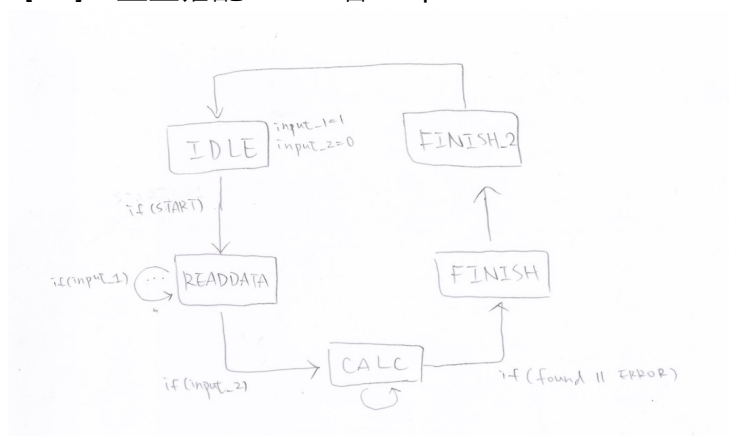 IDLE
input_1=1
input_2=0
FINISH_2
if (START)
if(input_1)
READDATA
FINISH
if(input_2)
CALC
if (found || ERROR)